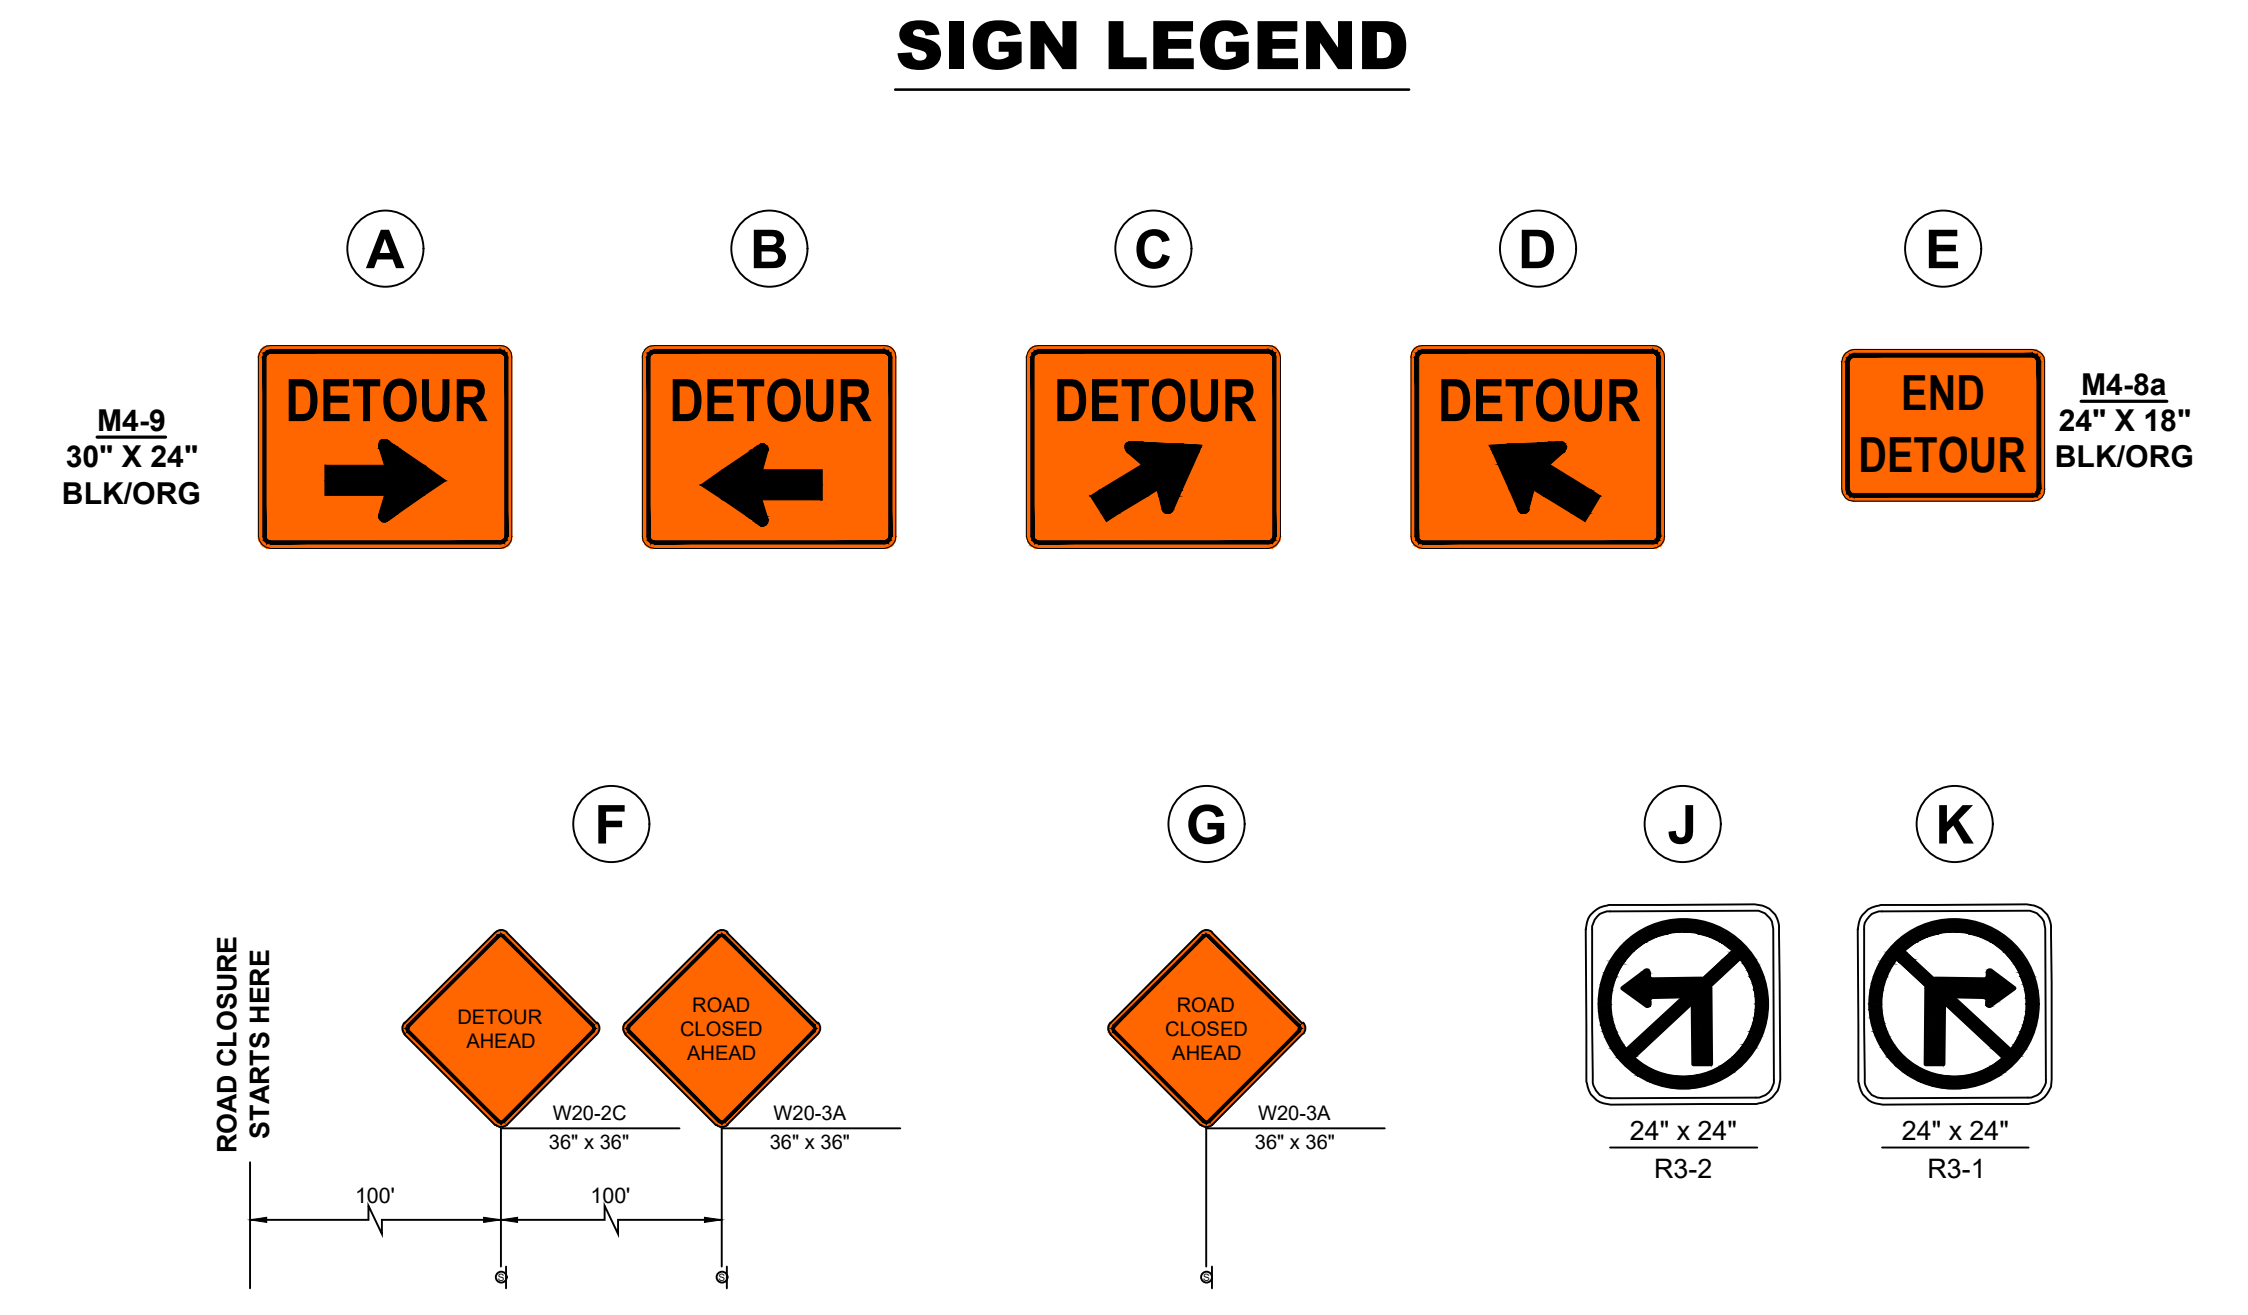 SIGN LEGEND
A
B
C
D
E
M4-9
30" X 24"
BLK/ORG
DETOUR
DETOUR
DETOUR
DETOUR
END
DETOUR
M4-8a
24" X 18"
BLK/ORG
F
G
J
K
ROAD CLOSURE
STARTS HERE
DETOUR
AHEAD
W20-2C
36" x 36"
ROAD
CLOSED
AHEAD
W20-3A
36" x 36"
100'
100'
S
S
ROAD
CLOSED
AHEAD
W20-3A
36" x 36"
S
24" x 24"
R3-2
24" x 24"
R3-1